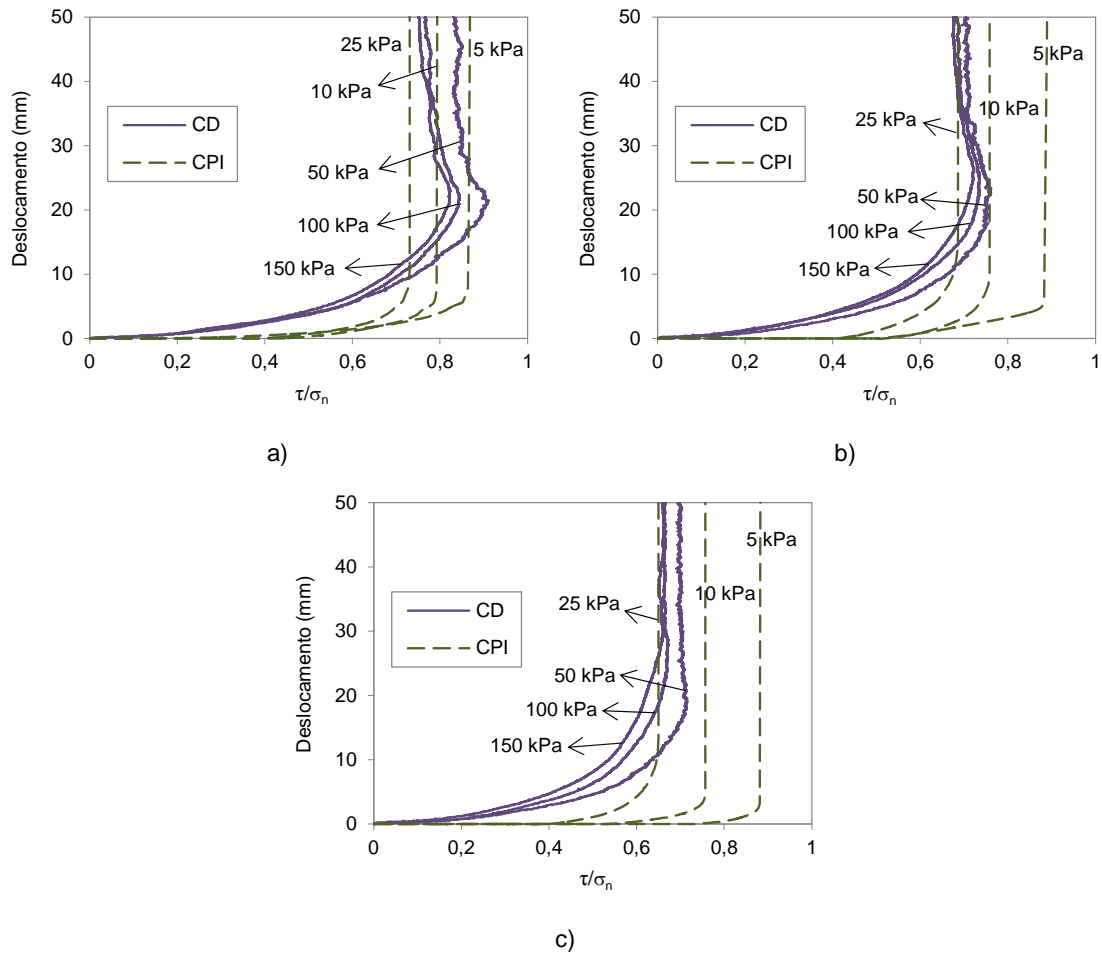 50
40
30
20
10
0
Deslocamento (mm)
0
0,2
0,4
0,6
0,8
1
τ/σn
CD
CPI
25 kPa
5 kPa
10 kPa
50 kPa
100 kPa
150 kPa
a)
50
40
30
20
10
0
Deslocamento (mm)
0
0,2
0,4
0,6
0,8
1
τ/σn
CD
CPI
5 kPa
10 kPa
25 kPa
50 kPa
100 kPa
150 kPa
b)
50
40
30
20
10
0
Deslocamento (mm)
0
0,2
0,4
0,6
0,8
1
τ/σn
CD
CPI
5 kPa
10 kPa
25 kPa
50 kPa
100 kPa
150 kPa
c)